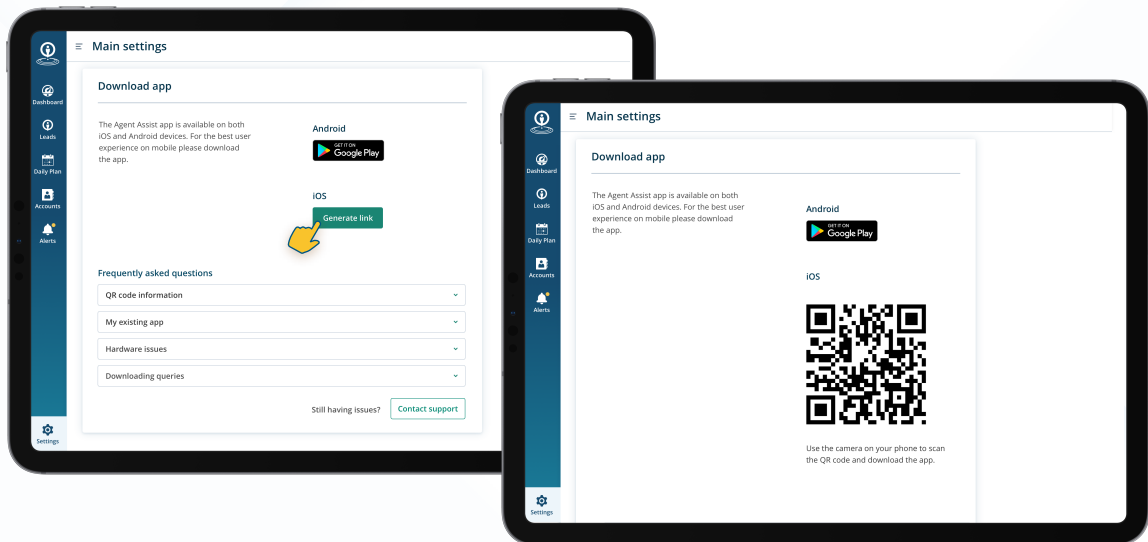 Main settings
Dashboard
Leads
Daily Plan
Accounts
Alerts
Settings
Download app
The Agent Assist app is available on both
iOS and Android devices. For the best user
experience on mobile please download
the app.
Android
GET IT ON
Google Play
iOS
Generate link
Frequently asked questions
QR code information
My existing app
Hardware issues
Downloading queries
Still having issues?
Contact support
Main settings
Dashboard
Leads
Daily Plan
Accounts
Alerts
Settings
Download app
The Agent Assist app is available on both
iOS and Android devices. For the best user
experience on mobile please download
the app.
Android
GET IT ON
Google Play
iOS
Use the camera on your phone to scan
the QR code and download the app.